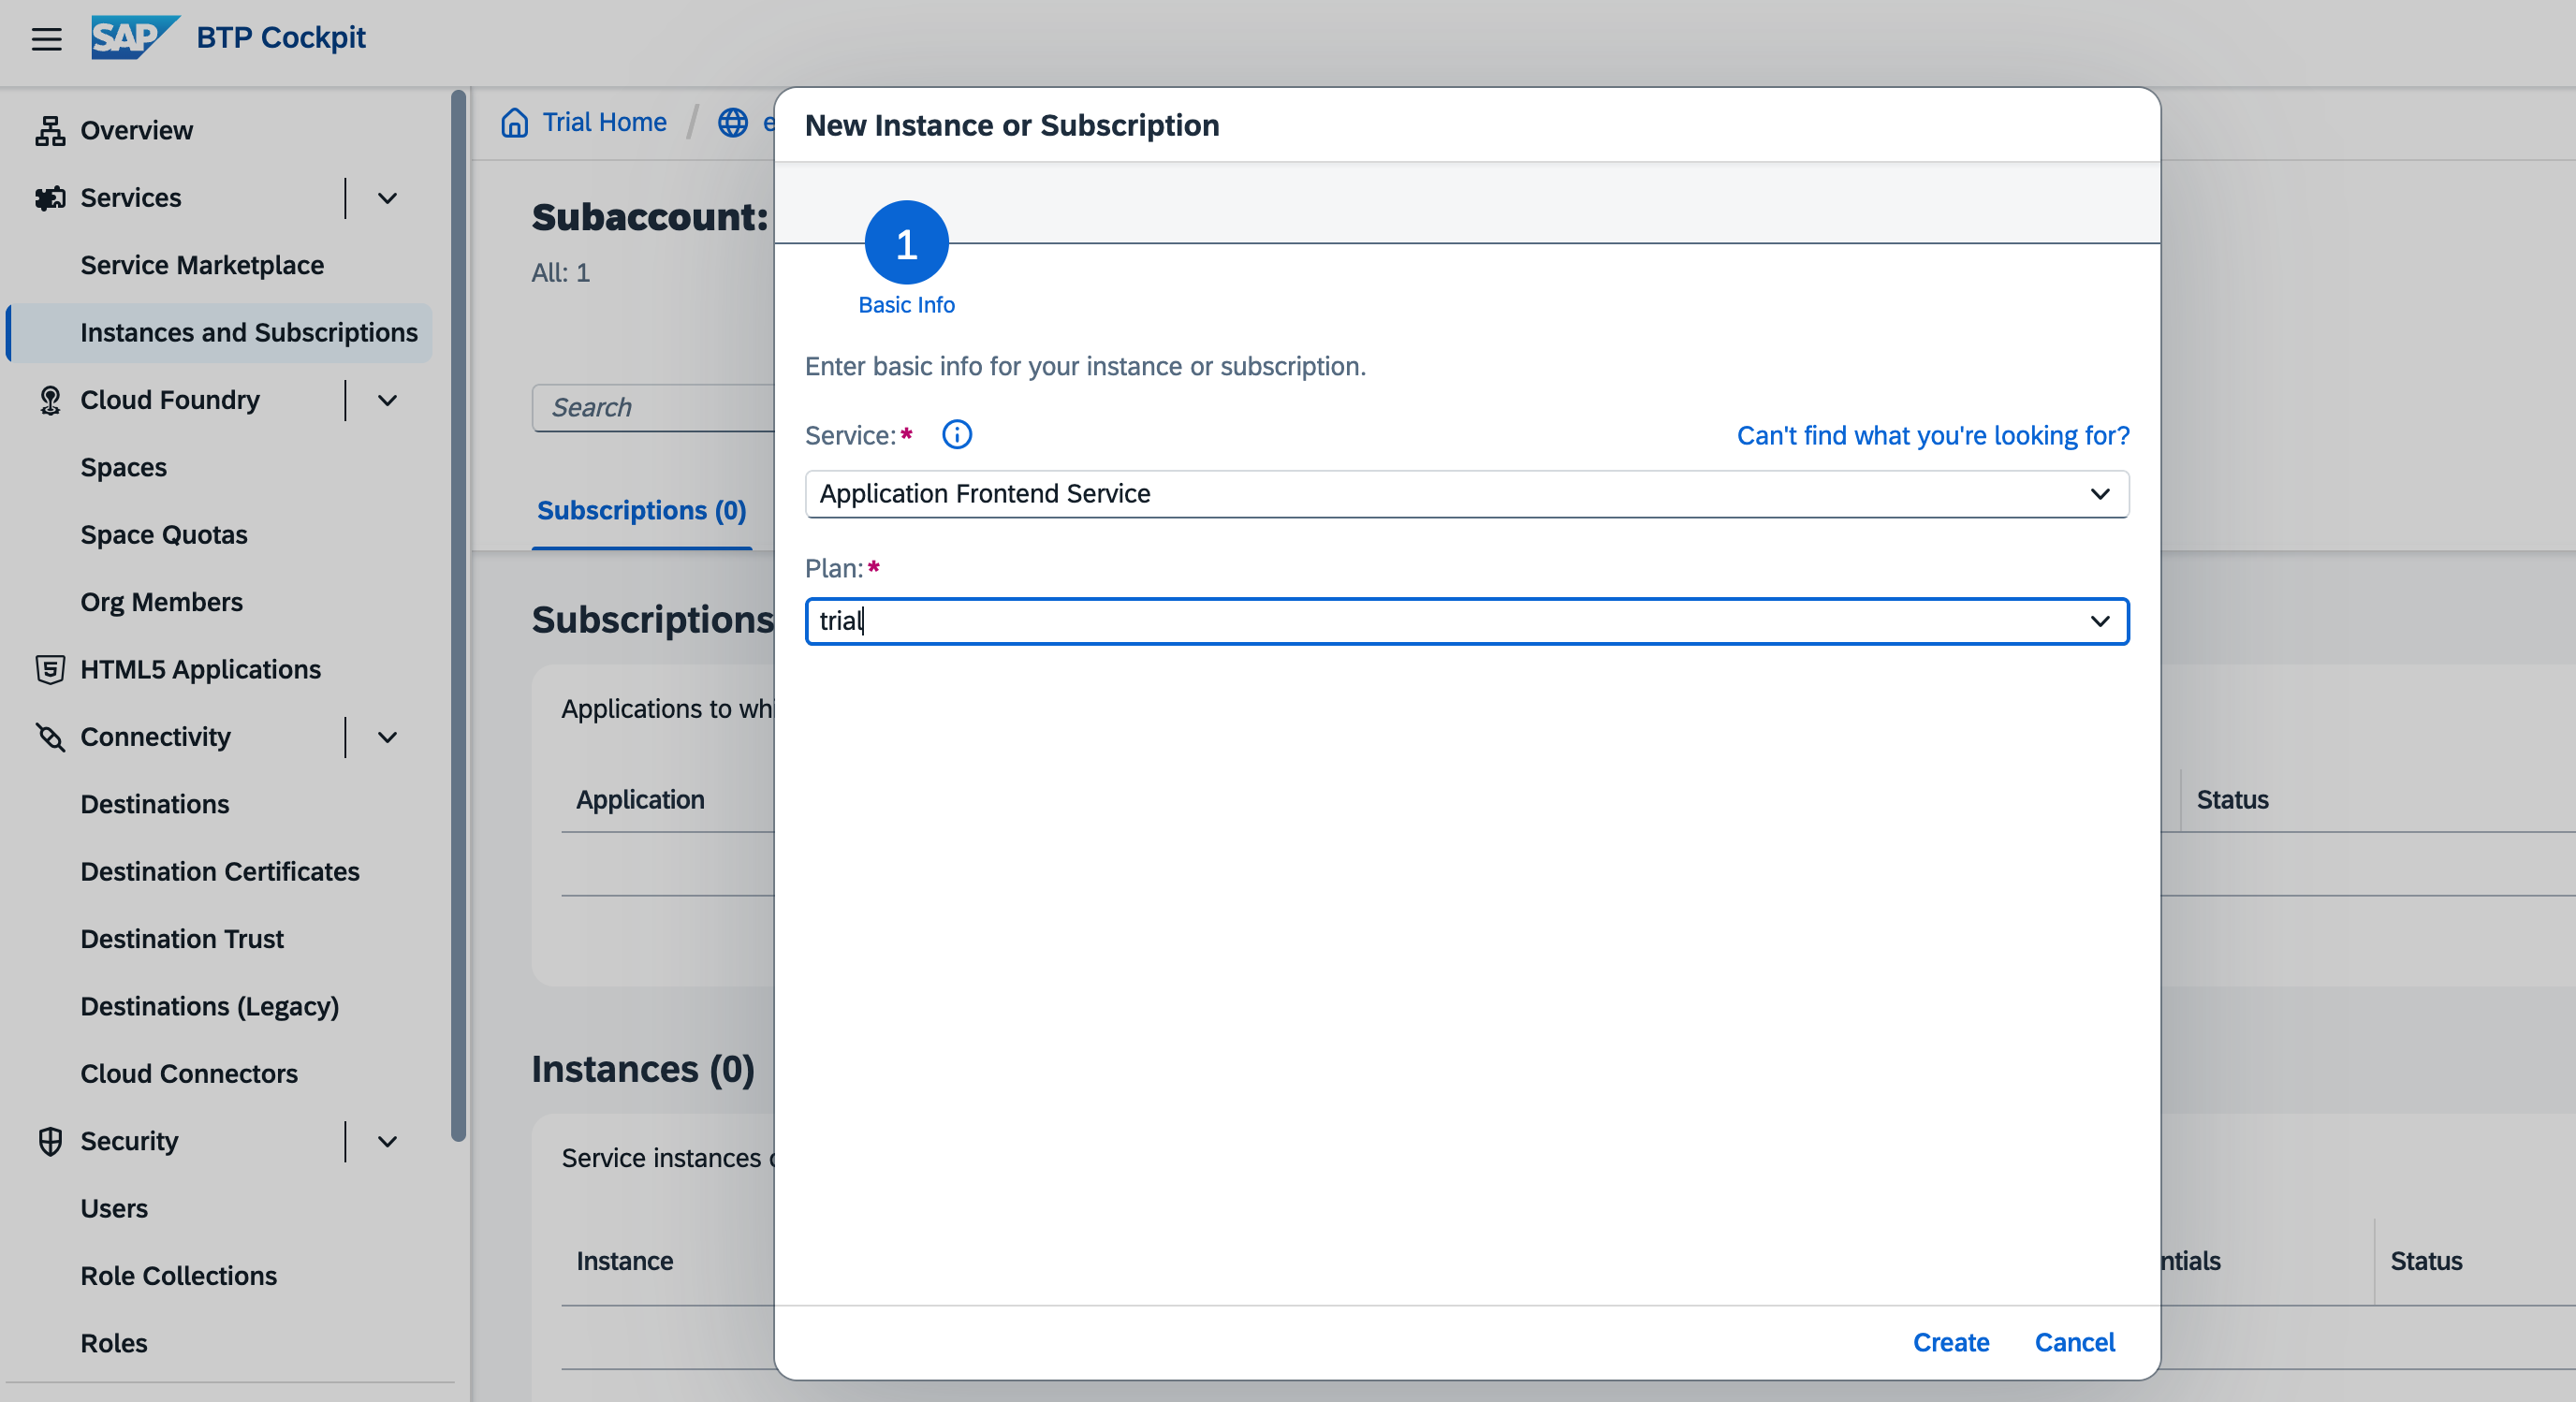 SAP BTP Cockpit
Overview
Services
Service Marketplace
Instances and Subscriptions
Cloud Foundry
Spaces
Space Quotas
Org Members
HTML5 Applications
Connectivity
Destinations
Destination Certificates
Destination Trust
Destinations (Legacy)
Cloud Connectors
Security
Users
Role Collections
Roles
Trial Home /
Subaccount:
All: 1
Search
Subscriptions (0)
Subscriptions
Applications to
Application
Status
Instances (0)
Service instances
Instance
Status
New Instance or Subscription
1
Basic Info
Enter basic info for your instance or subscription.
Service:*
Can't find what you're looking for?
Application Frontend Service
Plan:*
trial
Create Cancel